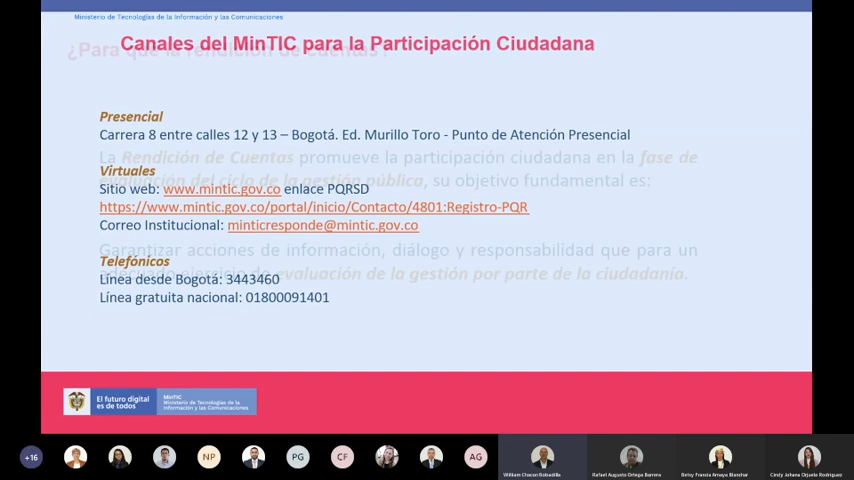 Ministerio de Tecnologías de la Información y las Comunicaciones
¿Para qué la rendición de cuentas?
Canales del MinTIC para la Participación Ciudadana
Presencial
Carrera 8 entre calles 12 y 13 – Bogotá. Ed. Murillo Toro - Punto de Atención Presencial
La Rendición de Cuentas promueve la participación ciudadana en la fase de
Virtuales
evaluación del ciclo de la gestión pública, su objetivo fundamental es:
Sitio web: www.mintic.gov.co enlace PQRSD
https://www.mintic.gov.co/portal/inicio/Contacto/4801:Registro-PQR
Correo Institucional: minticresponde@mintic.gov.co
Garantizar acciones de información, diálogo y responsabilidad que para un
Telefónicos
adecuado ejercicio de evaluación de la gestión por parte de la ciudadanía.
Línea desde Bogotá: 3443460
Línea gratuita nacional: 01800091401
El futuro digital
es de todos
MinTIC
Ministerio de Tecnologías de la
Información y las Comunicaciones
+16
NP
PG
CF
AG
William Chacon Bobadilla
Rafael Augusto Ortega
Betsy Francia Amaya
Cindy Johana Orjuela Rodriguez